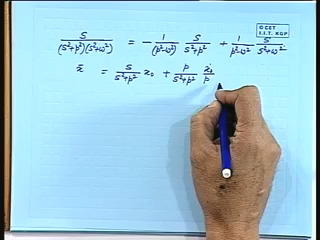 © CET
I.I.T. KGP
s/((s²+p²)(s²+ω²)) = - 1/(p²-ω²) s/(s²+p²) + 1/(p²-ω²) s/(s²+ω²)
x̄ = s/(s²+p²) x₀ + p/(s²+p²) ẋ₀/p